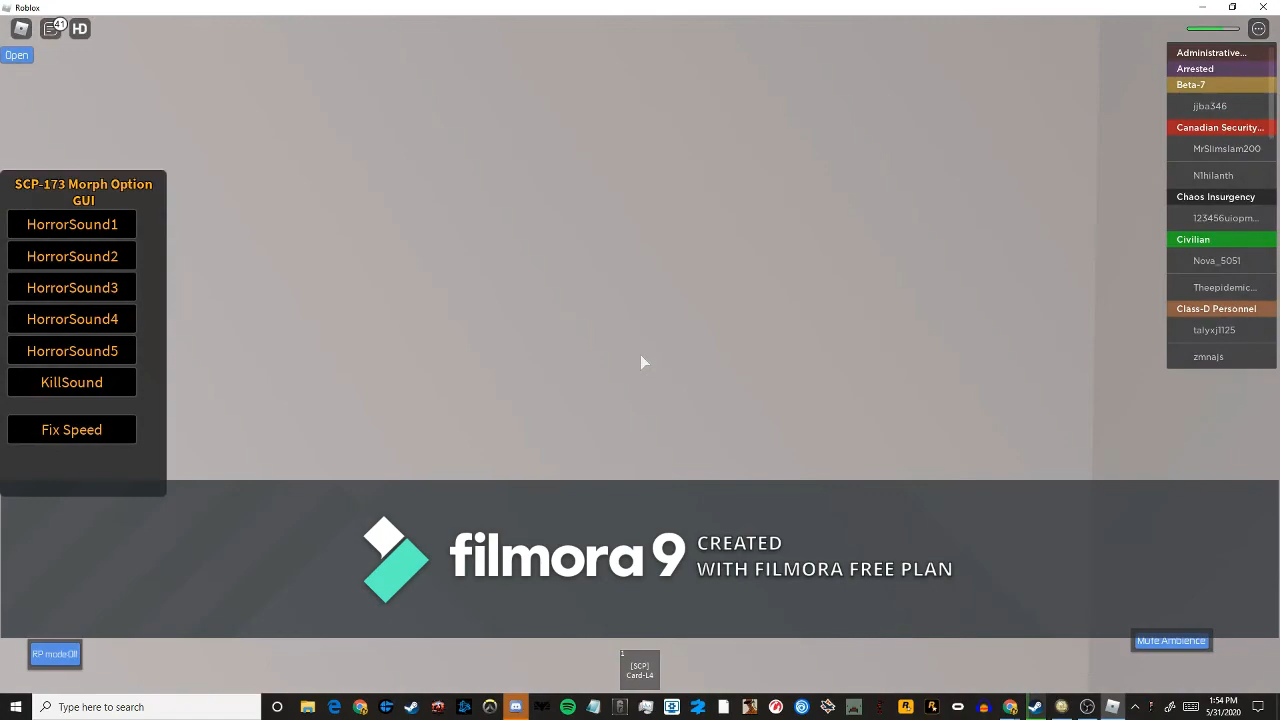 Roblox
41
HD
Open
Administrative...
Arrested
Beta-7
jjba346
Canadian Security...
MrSlimslam200
N1hilanth
Chaos Insurgency
123456uiopm...
Civilian
Nova_5051
Theepidemic...
Class-D Personnel
talyxj1125
zmnajs
SCP-173 Morph Option
GUI
HorrorSound1
HorrorSound2
HorrorSound3
HorrorSound4
HorrorSound5
KillSound
Fix Speed
filmora9
CREATED
WITH FILMORA FREE PLAN
RP mode:Off
1
[SCP]
Card-L4
Mute Ambience
Type here to search
1:54 PM
5/31/2020